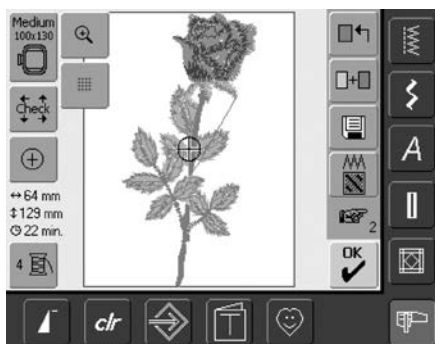 Medium
100x130
Check
↔64 mm
↕129 mm
22 min.
4
2
OK
A
clr
T